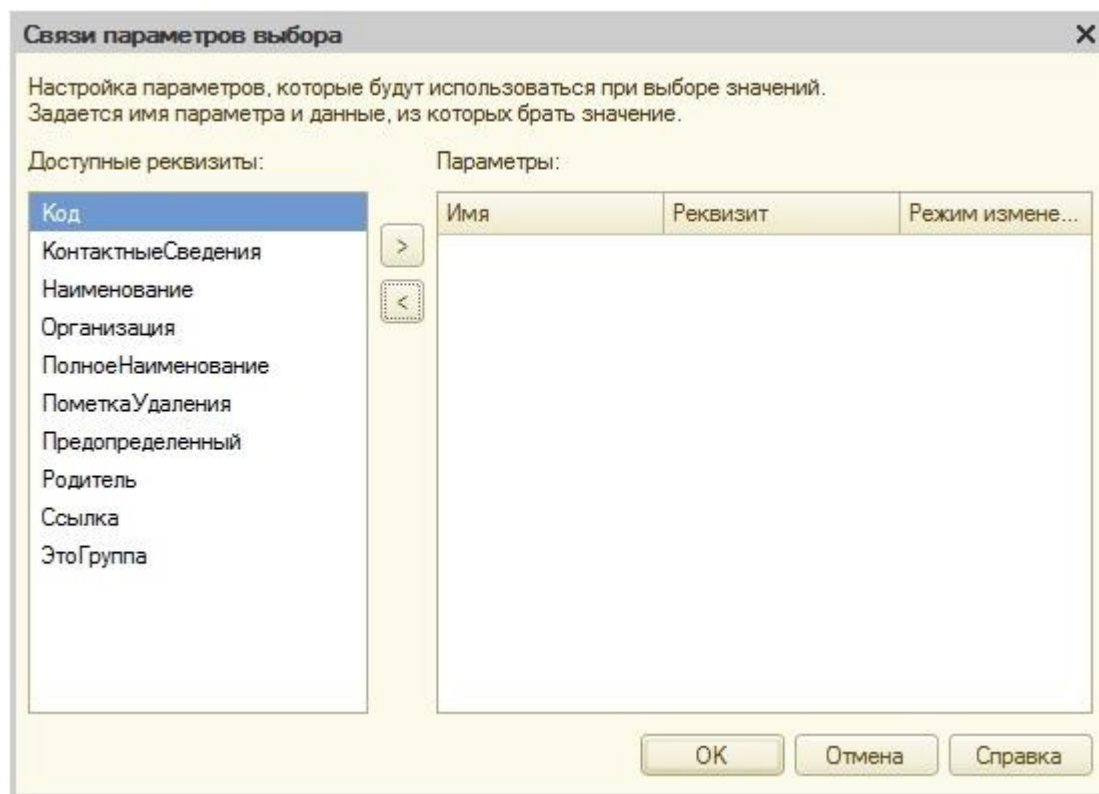 Связи параметров выбора
Настройка параметров, которые будут использоваться при выборе значений.
Задается имя параметра и данные, из которых брать значение.
Доступные реквизиты:
Параметры:
Код
КонтактныеСведения
Наименование
Организация
ПолноеНаименование
ПометкаУдаления
Предопределенный
Родитель
Ссылка
ЭтоГруппа
>
<
Имя Реквизит Режим измене...
OK Отмена Справка